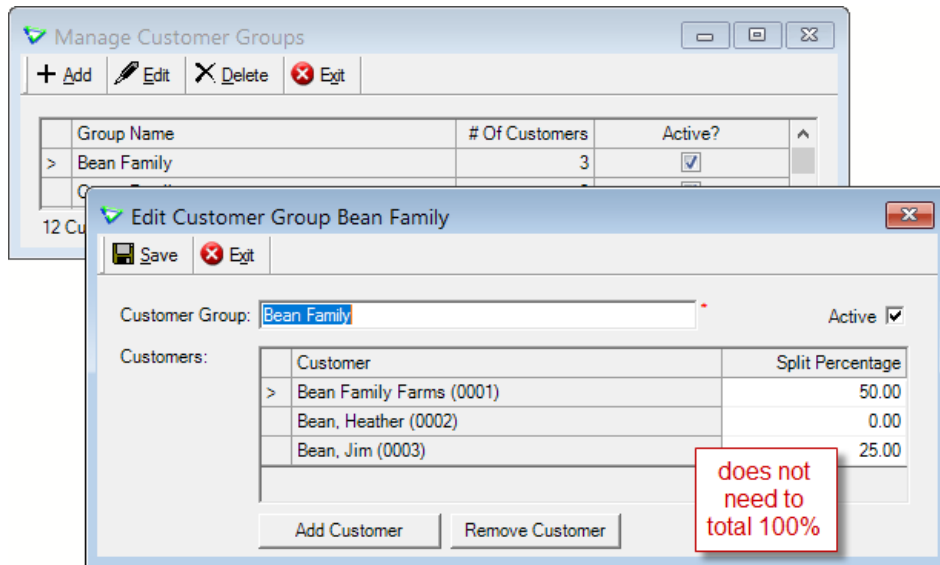 Manage Customer Groups
Add Edit Delete Exit
Group Name # Of Customers Active?
> Bean Family 3
12 Cu
Edit Customer Group Bean Family
Save Exit
Customer Group: Bean Family * Active
Customers:
Customer Split Percentage
> Bean Family Farms (0001) 50.00
Bean, Heather (0002) 0.00
Bean, Jim (0003) 25.00
does not
need to
total 100%
Add Customer Remove Customer